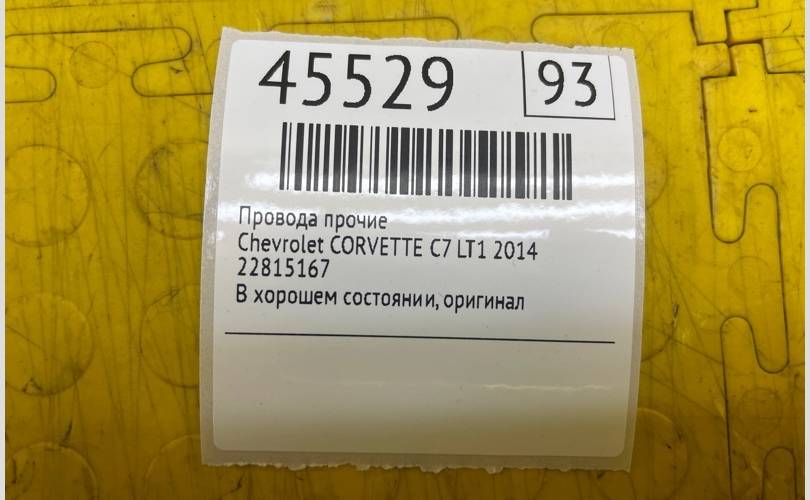 45529 93
Провода прочие
Chevrolet CORVETTE C7 LT1 2014
22815167
В хорошем состоянии, оригинал